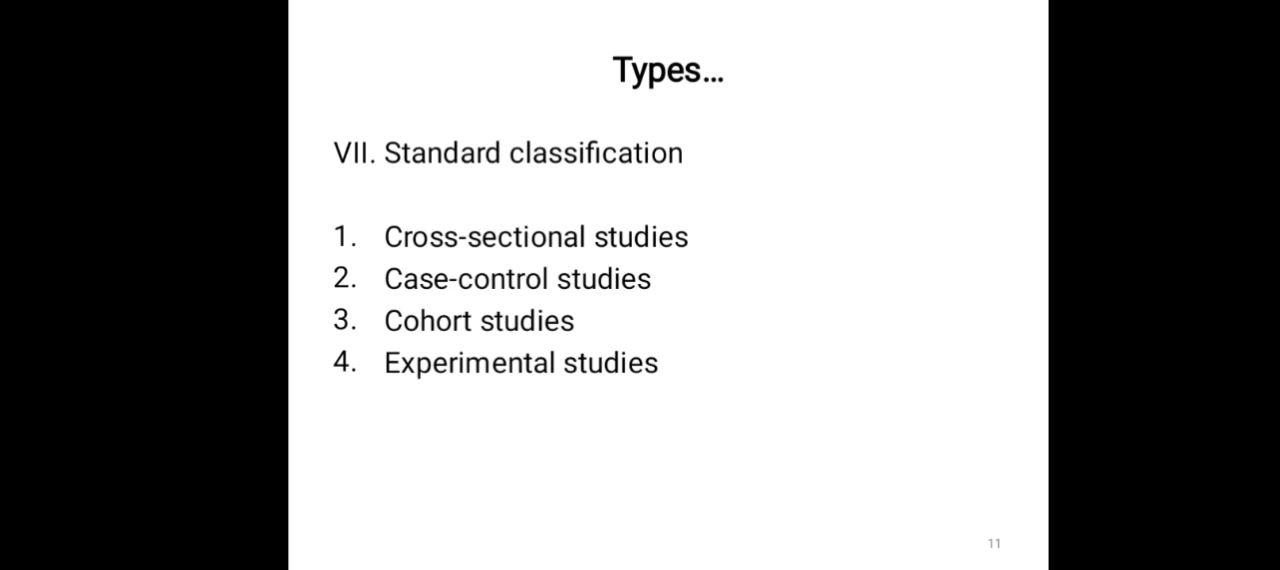 Types...
VII. Standard classification
1. Cross-sectional studies
2. Case-control studies
3. Cohort studies
4. Experimental studies
11